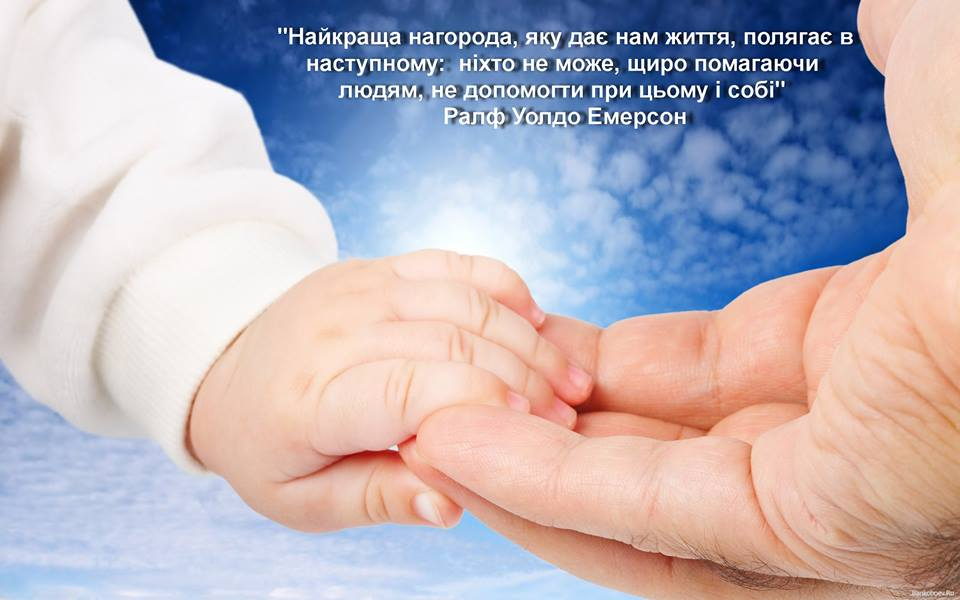 "Найкраща нагорода, яку дає нам життя, полягає в
наступному:  ніхто не може, щиро помагаючи
людям, не допомогти при цьому і собі"
Ралф Уолдо Емерсон